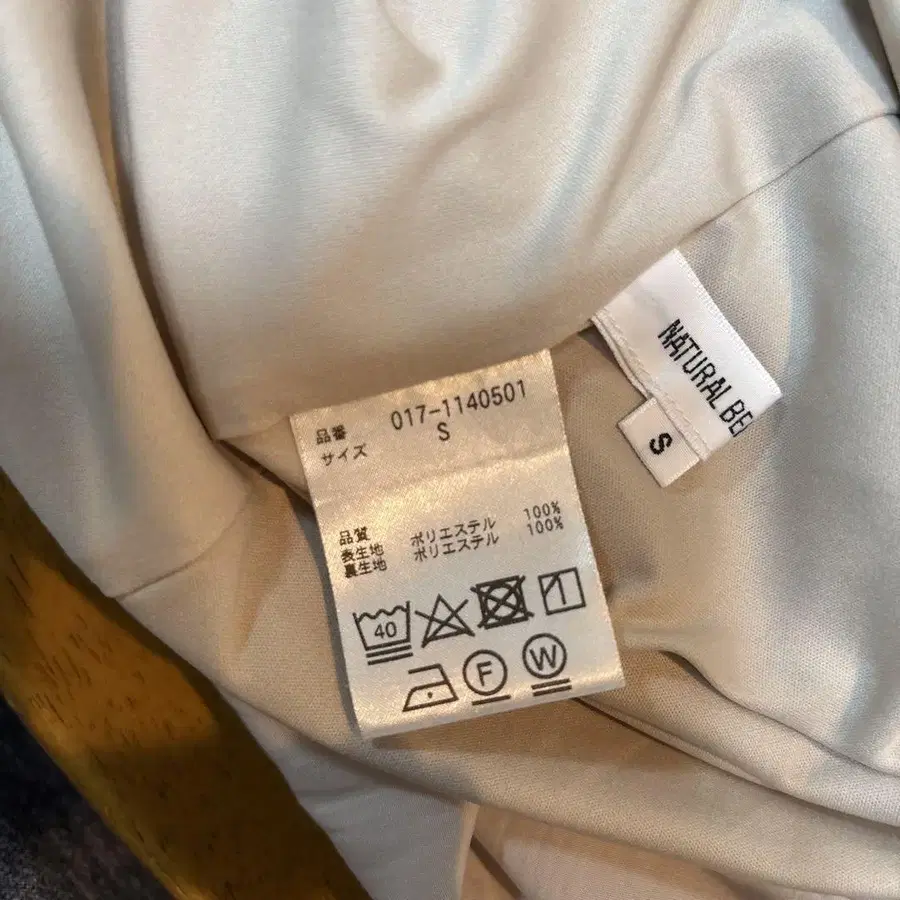 品番 017-1140501
サイズ S
品質
表生地 ポリエステル 100%
裏生地 ポリエステル 100%
40
F W
NATURAL BE
S